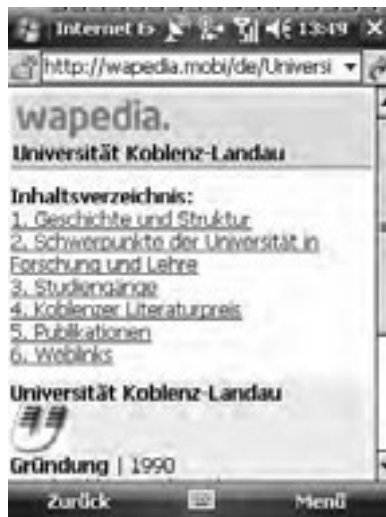 Internet Ex 13:49
http://wapedia.mobi/de/Universi
wapedia.
Universität Koblenz-Landau
Inhaltsverzeichnis:
1. Geschichte und Struktur
2. Schwerpunkte der Universität in
Forschung und Lehre
3. Studiengänge
4. Koblenzer Literaturpreis
5. Publikationen
6. Weblinks
Universität Koblenz-Landau
Gründung | 1990
Zurück Menü